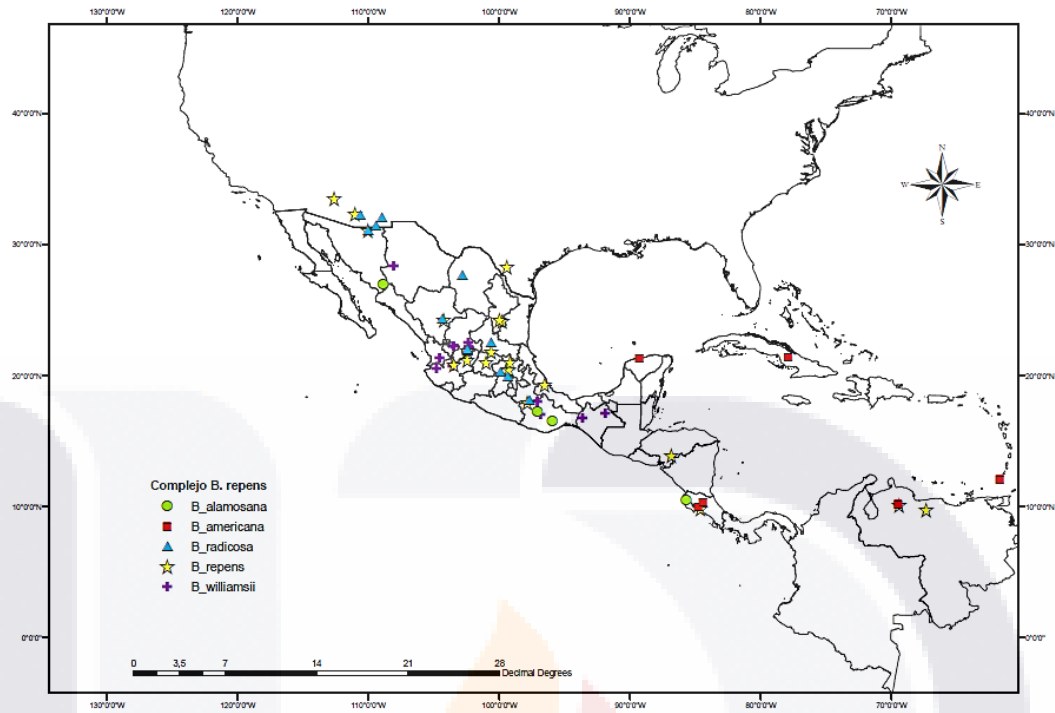 130°0'0"W 120°0'0"W 110°0'0"W 100°0'0"W 90°0'0"W 80°0'0"W 70°0'0"W
40°0'0"N 40°0'0"N
N
W E
S
30°0'0"N 30°0'0"N
20°0'0"N 20°0'0"N
Complejo B. repens
B_alamosana
B_americana
10°0'0"N 10°0'0"N
B_radicosa
B_repens
B_williamsii
0°0'0" 0°0'0"
0 3,5 7 14 21 28
Decimal Degrees
130°0'0"W 120°0'0"W 110°0'0"W 100°0'0"W 90°0'0"W 80°0'0"W 70°0'0"W